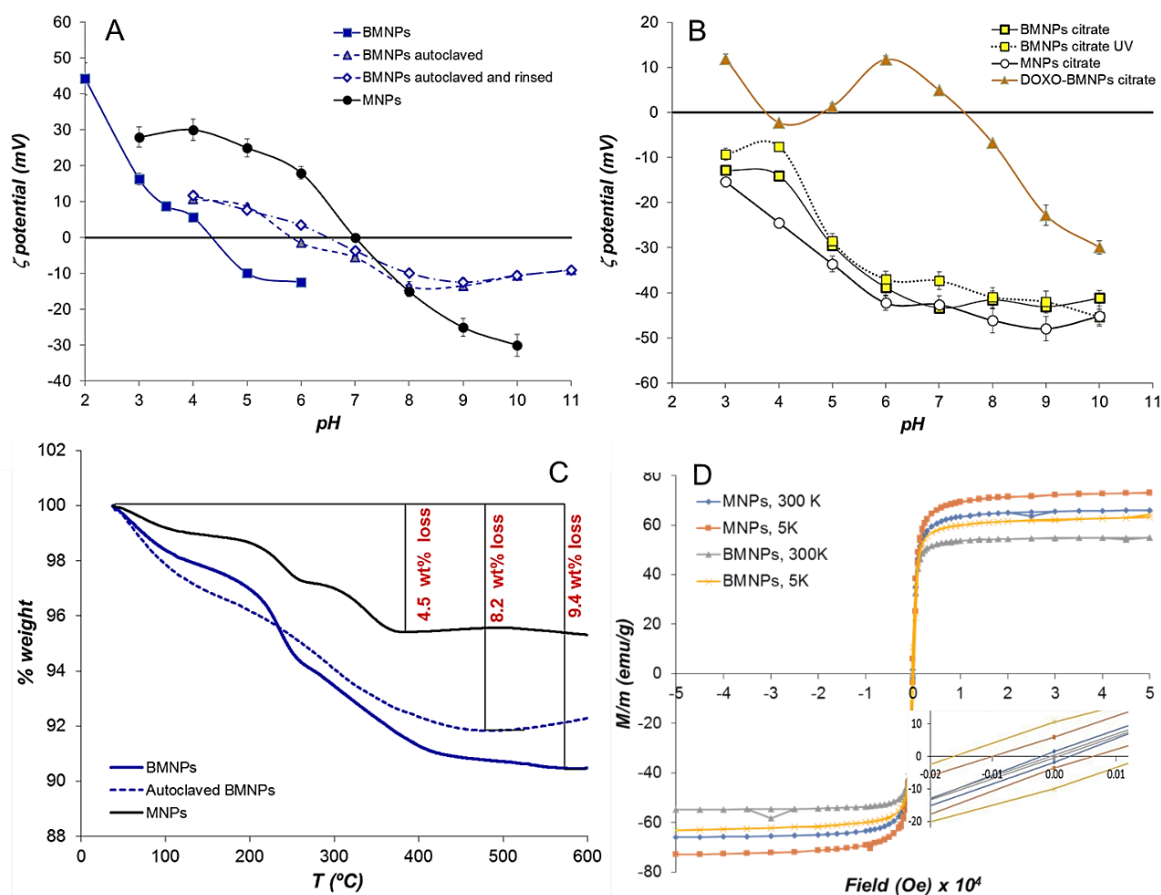 A
60
50
40
30
20
10
0
-10
-20
-30
-40
ζ potential (mV)
2 3 4 5 6 7 8 9 10 11
pH
BMNPs
BMNPs autoclaved
BMNPs autoclaved and rinsed
MNPs
B
20
10
0
-10
-20
-30
-40
-50
-60
ζ potential (mV)
2 3 4 5 6 7 8 9 10 11
pH
BMNPs citrate
BMNPs citrate UV
MNPs citrate
DOXO-BMNPs citrate
C
102
100
98
96
94
92
90
88
% weight
0 100 200 300 400 500 600
T (ºC)
4.5 wt% loss
8.2 wt% loss
9.4 wt% loss
BMNPs
Autoclaved BMNPs
MNPs
D
80
60
40
20
0
-20
-40
-60
-80
M/m (emu/g)
-5 -4 -3 -2 -1 0 1 2 3 4 5
Field (Oe) x 10⁴
MNPs, 300 K
MNPs, 5K
BMNPs, 300K
BMNPs, 5K
10
0
-10
-20
-0.02 -0.01 0.00 0.01